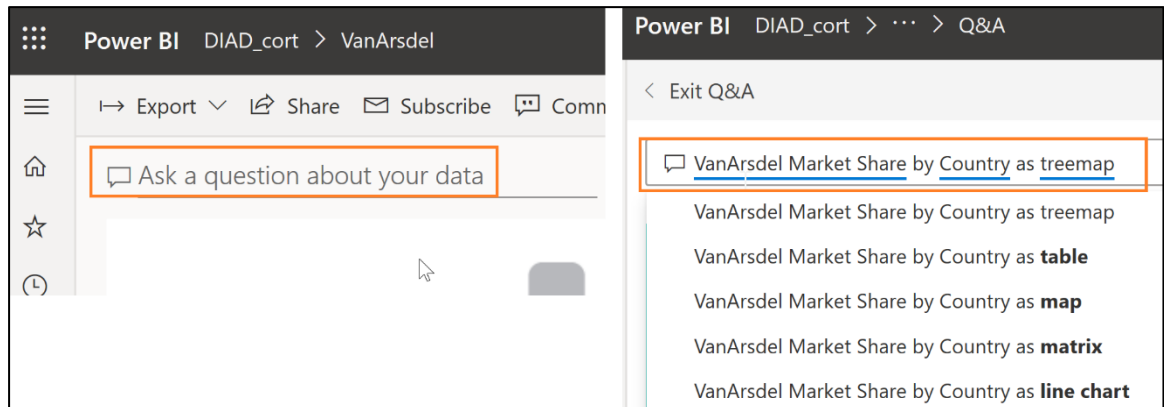 Power BI DIAD_cort > VanArsdel
Export Share Subscribe Comm
Ask a question about your data
Power BI DIAD_cort > ··· > Q&A
< Exit Q&A
VanArsdel Market Share by Country as treemap
VanArsdel Market Share by Country as treemap
VanArsdel Market Share by Country as table
VanArsdel Market Share by Country as map
VanArsdel Market Share by Country as matrix
VanArsdel Market Share by Country as line chart